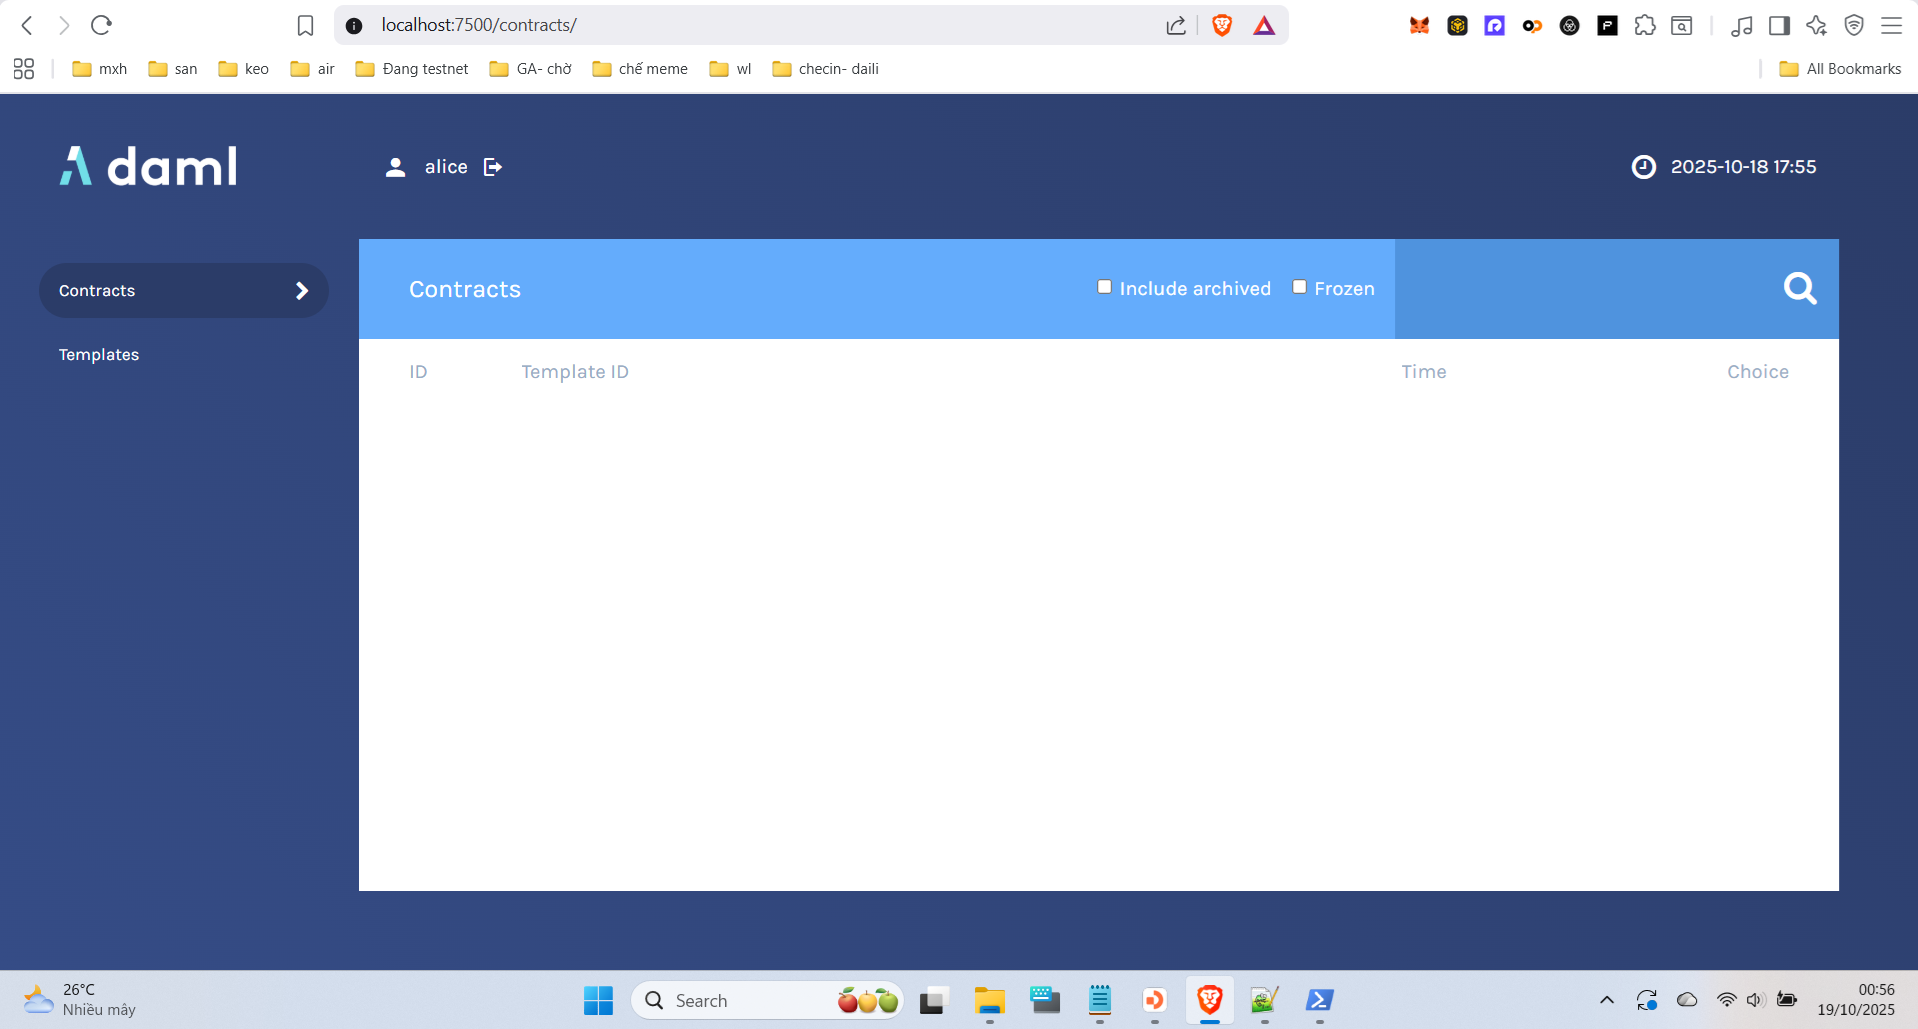 localhost:7500/contracts/
mxh san keo air Đang testnet GA- chờ chế meme wl checin- daili All Bookmarks
daml alice 2025-10-18 17:55
Contracts
Templates
Contracts Include archived Frozen
ID Template ID Time Choice
26°C
Nhiều mây
Search
00:56
19/10/2025